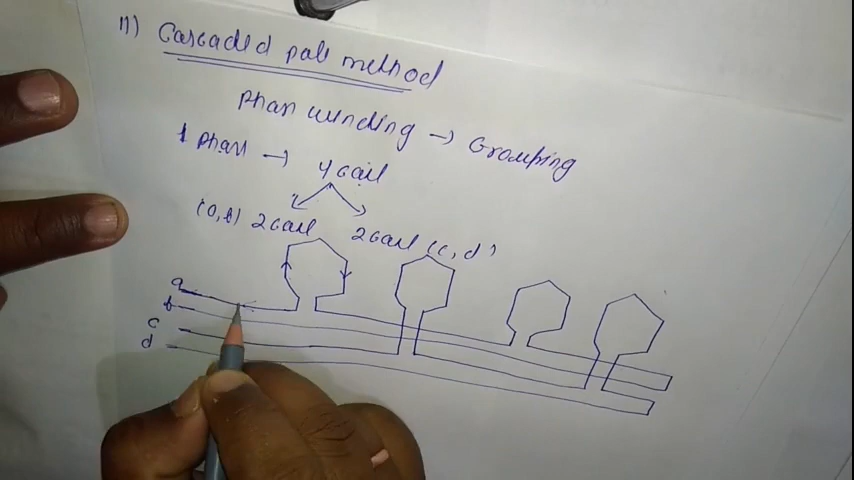 11) Cascaded pole method
Phase winding → Grouping
1 phase → 4 Coil
(a, b) 2 Coil 2 Coil (c, d)
a
b
c
d